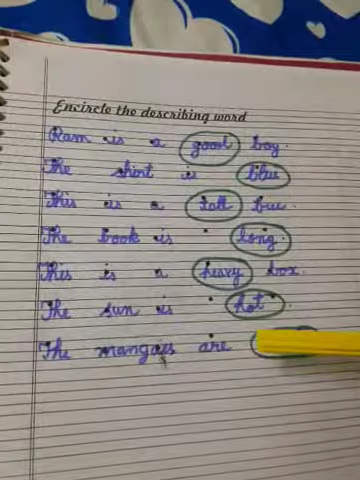 Encircle the describing word
Ram is a good boy.
The shirt is blue
This is a tall
The book is long.
This is a heavy box.
The sun is hot.
The mangoes are